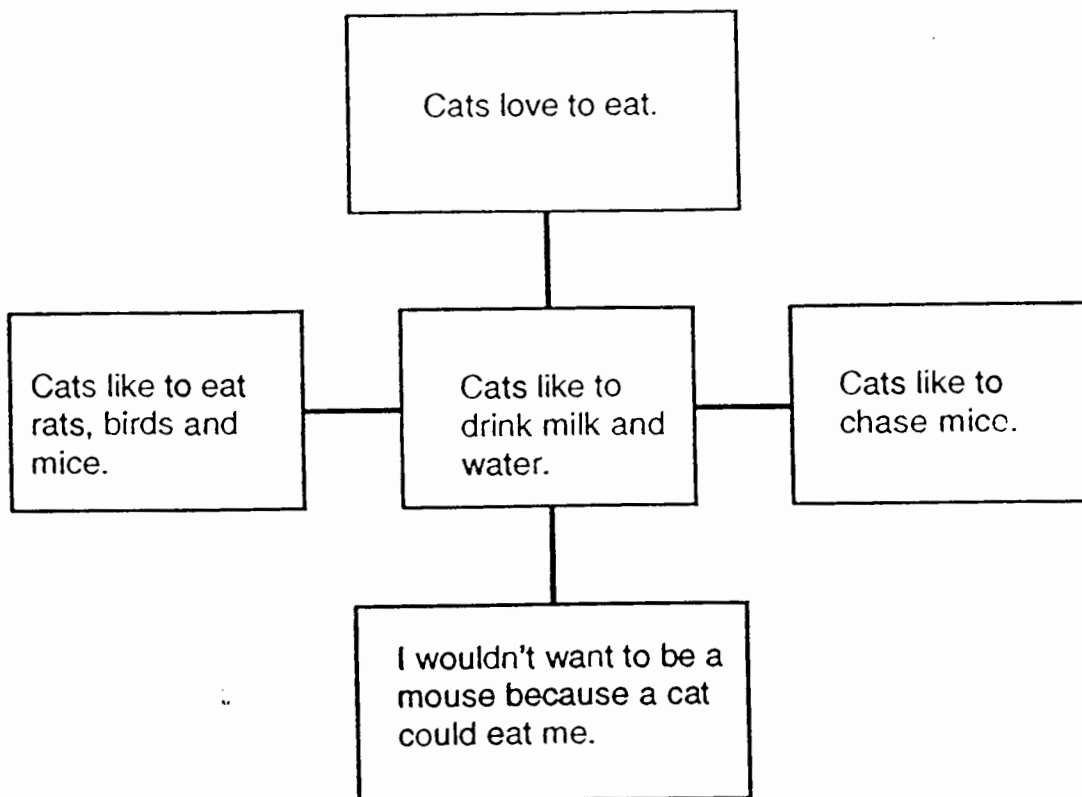 Cats love to eat.
Cats like to eat
rats, birds and
mice.
Cats like to
drink milk and
water.
Cats like to
chase mice.
I wouldn't want to be a
mouse because a cat
could eat me.